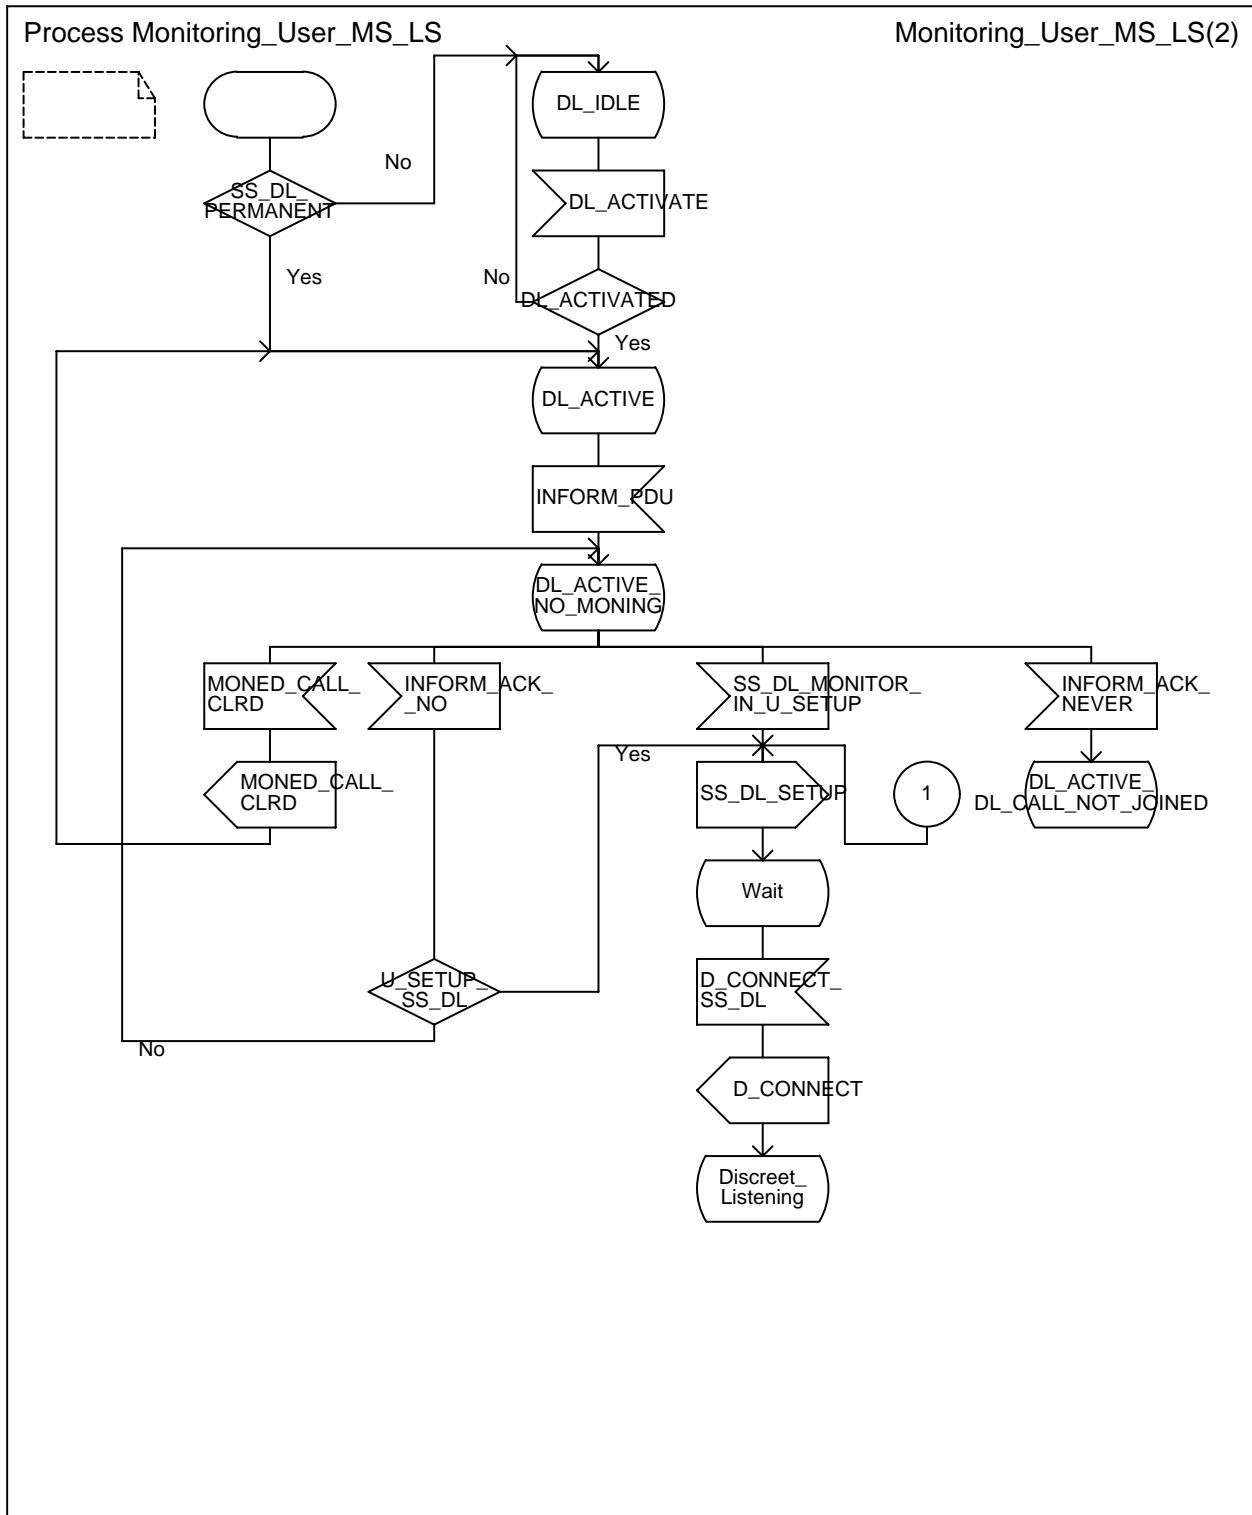 Process Monitoring_User_MS_LS
Monitoring_User_MS_LS(2)
DL_IDLE
No
SS_DL_
PERMANENT
DL_ACTIVATE
Yes
No
DL_ACTIVATED
Yes
DL_ACTIVE
INFORM_PDU
DL_ACTIVE_
NO_MONING
MONED_CALL_
CLRD
INFORM_ACK_
_NO
SS_DL_MONITOR_
IN_U_SETUP
INFORM_ACK_
NEVER
Yes
MONED_CALL_
CLRD
SS_DL_SETUP
1
DL_ACTIVE_
DL_CALL_NOT_JOINED
Wait
U_SETUP_
SS_DL
D_CONNECT_
SS_DL
No
D_CONNECT
Discreet_
Listening